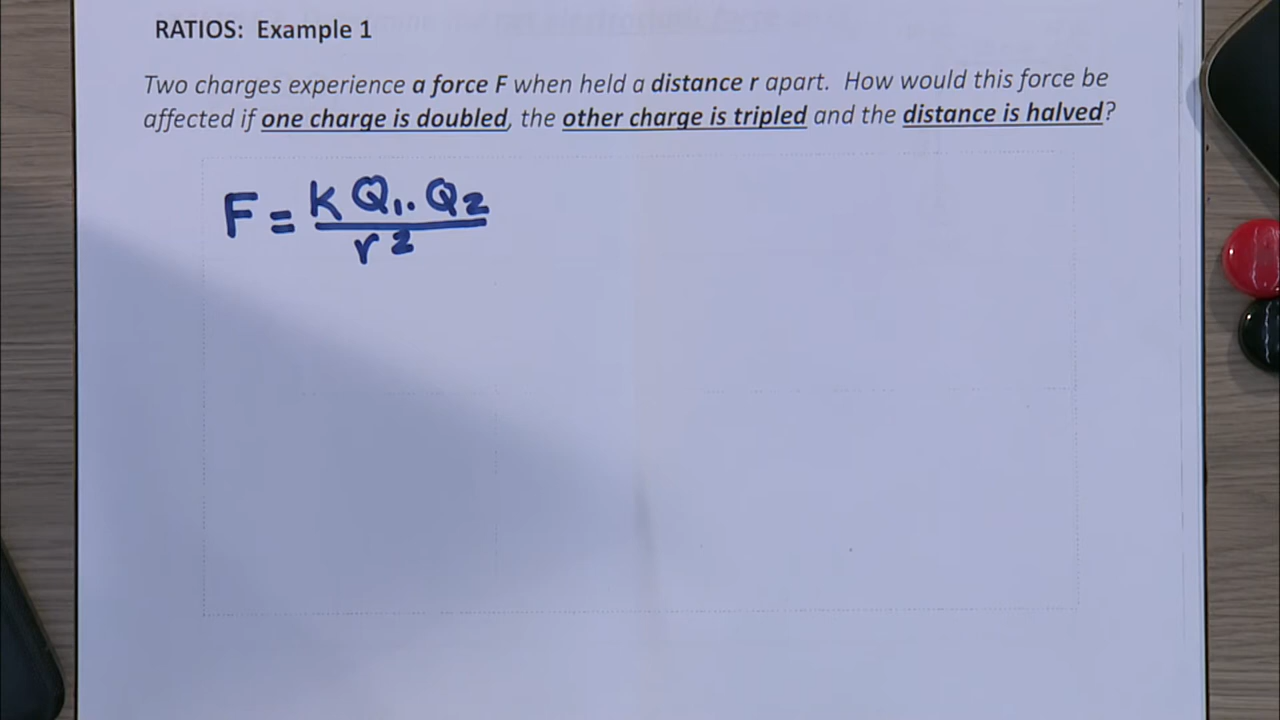 RATIOS: Example 1
Two charges experience a force F when held a distance r apart. How would this force be
affected if one charge is doubled, the other charge is tripled and the distance is halved?
F = k Q₁. Q₂
r²